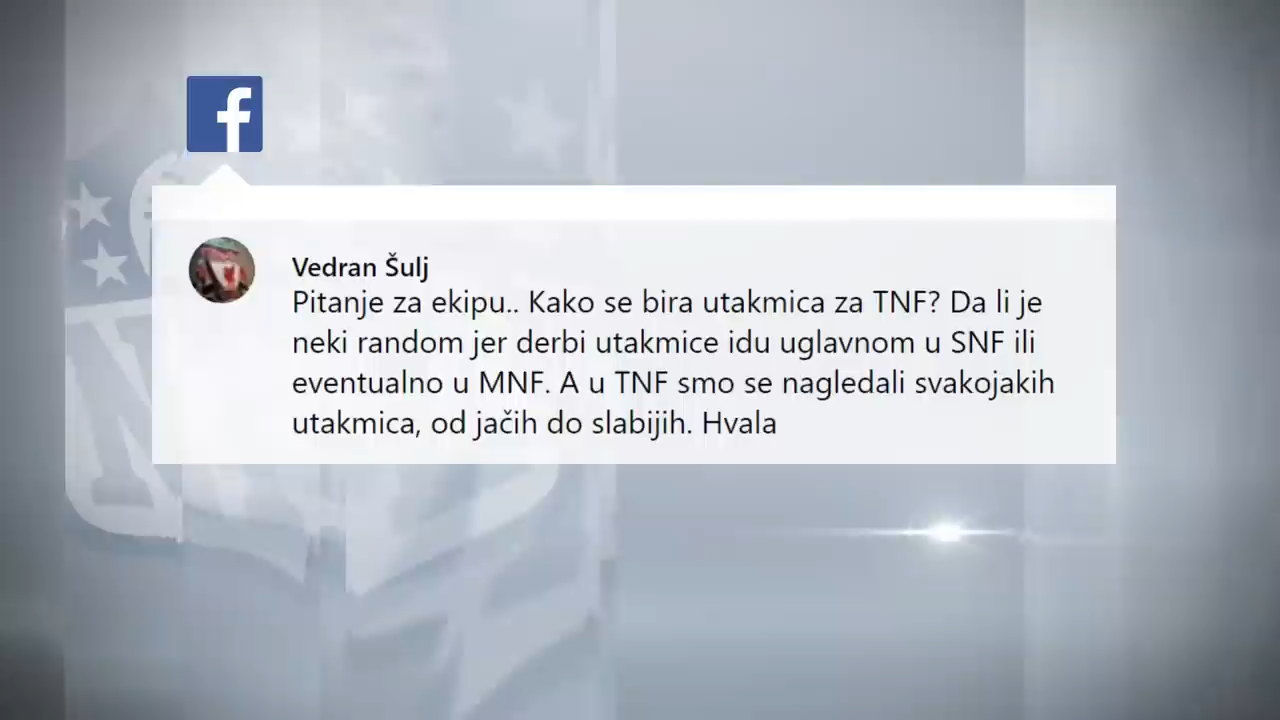 f
Vedran Šulj
Pitanje za ekipu.. Kako se bira utakmica za TNF? Da li je
neki random jer derbi utakmice idu uglavnom u SNF ili
eventualno u MNF. A u TNF smo se nagledali svakojakih
utakmica, od jačih do slabijih. Hvala